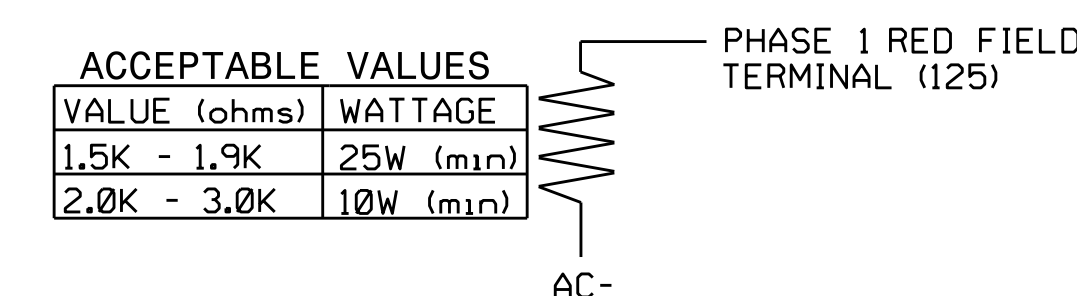 ACCEPTABLE VALUES
VALUE (ohms) WATTAGE
1.5K - 1.9K 25W (min)
2.0K - 3.0K 10W (min)
PHASE 1 RED FIELD
TERMINAL (125)
AC-